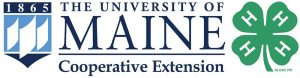 1865
THE UNIVERSITY OF
MAINE
Cooperative Extension
H H
H H